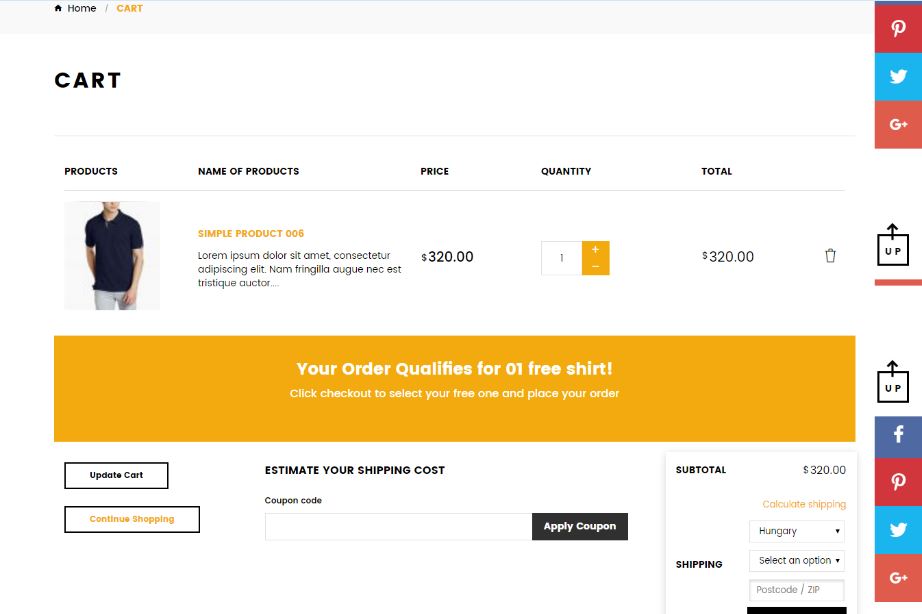 Home / CART
CART
PRODUCTS NAME OF PRODUCTS PRICE QUANTITY TOTAL
SIMPLE PRODUCT 006
Lorem ipsum dolor sit amet, consectetur
adipiscing elit. Nam fringilla augue nec est
tristique auctor....
$320.00 1 + − $320.00
Your Order Qualifies for 01 free shirt!
Click checkout to select your free one and place your order
Update Cart
Continue Shopping
ESTIMATE YOUR SHIPPING COST
Coupon code
Apply Coupon
SUBTOTAL $320.00
Calculate shipping
Hungary
SHIPPING
Select an option
Postcode / ZIP
G+
UP
UP
f
G+